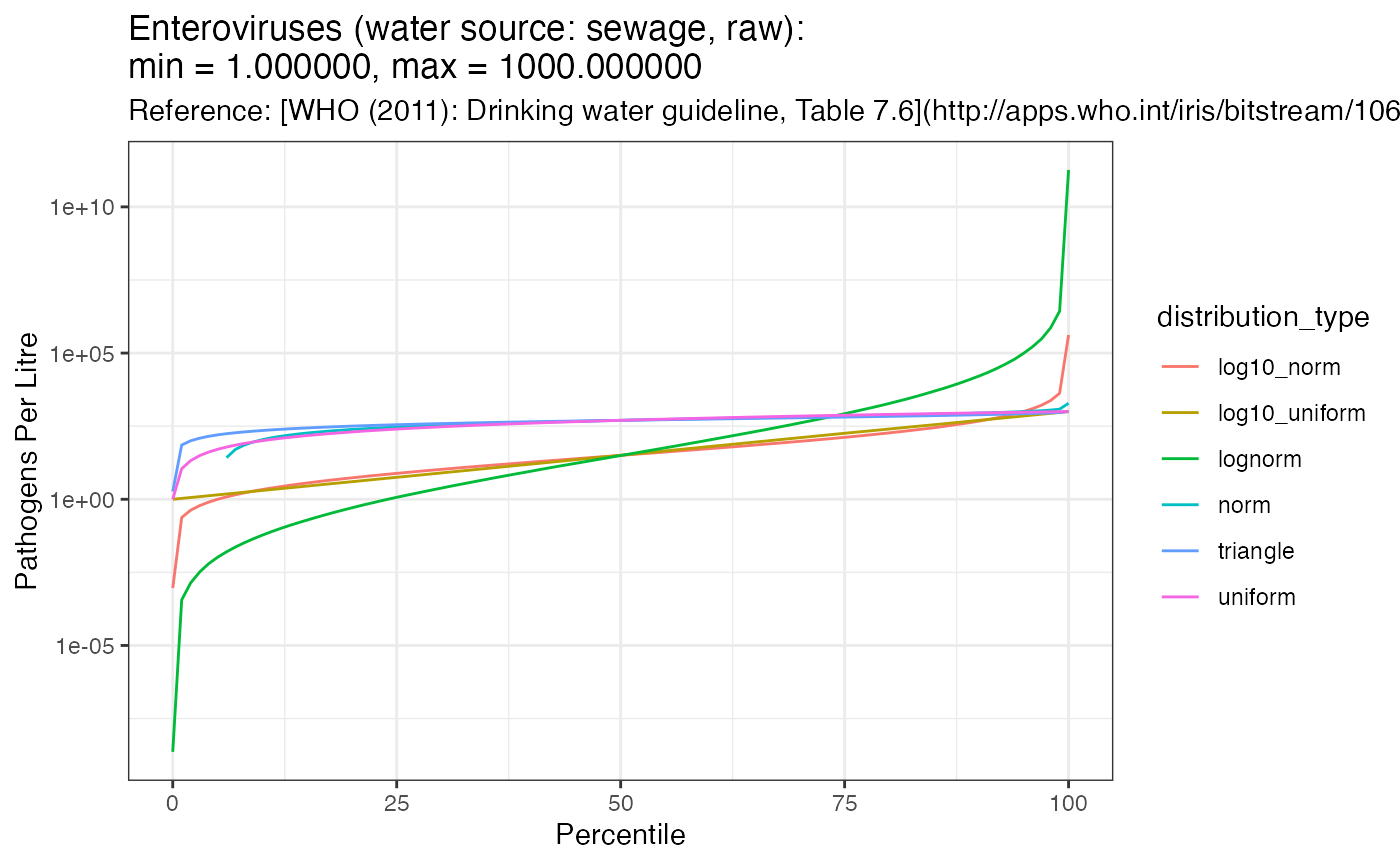 Enteroviruses (water source: sewage, raw):
min = 1.000000, max = 1000.000000
Reference: [WHO (2011): Drinking water guideline, Table 7.6](http://apps.who.int/iris/bitstream/106
Pathogens Per Litre
1e+10
1e+05
1e+00
1e-05
0 25 50 75 100
Percentile
distribution_type
log10_norm
log10_uniform
lognorm
norm
triangle
uniform